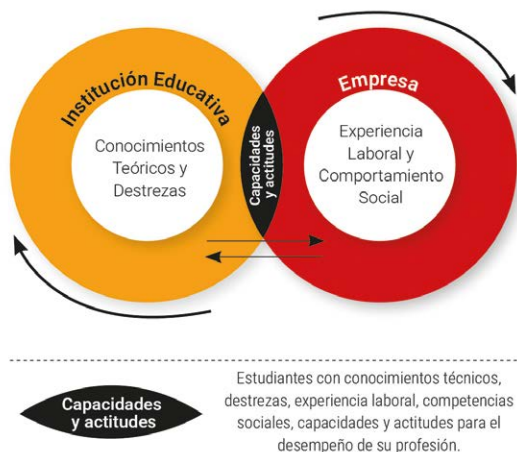 Institución Educativa
Conocimientos
Teóricos y
Destrezas
Capacidades
y actitudes
Empresa
Experiencia
Laboral y
Comportamiento
Social
Capacidades
y actitudes
Estudiantes con conocimientos técnicos,
destrezas, experiencia laboral, competencias
sociales, capacidades y actitudes para el
desempeño de su profesión.